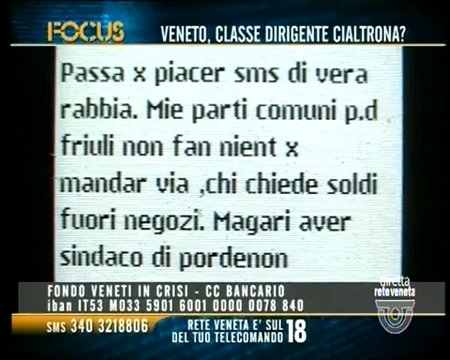 FOCUS
VENETO, CLASSE DIRIGENTE CIALTRONA?
Passa x piacer sms di vera
rabbia. Mie parti comuni p.d
friuli non fan nient x
mandar via ,chi chiede soldi
fuori negozi. Magari aver
sindaco di pordenon
diretta
reteveneta
FONDO VENETI IN CRISI - CC BANCARIO
iban IT53 M033 5901 6001 0000 0078 840
SMS 340 3218806
RETE VENETA E' SUL
DEL TUO TELECOMANDO 18